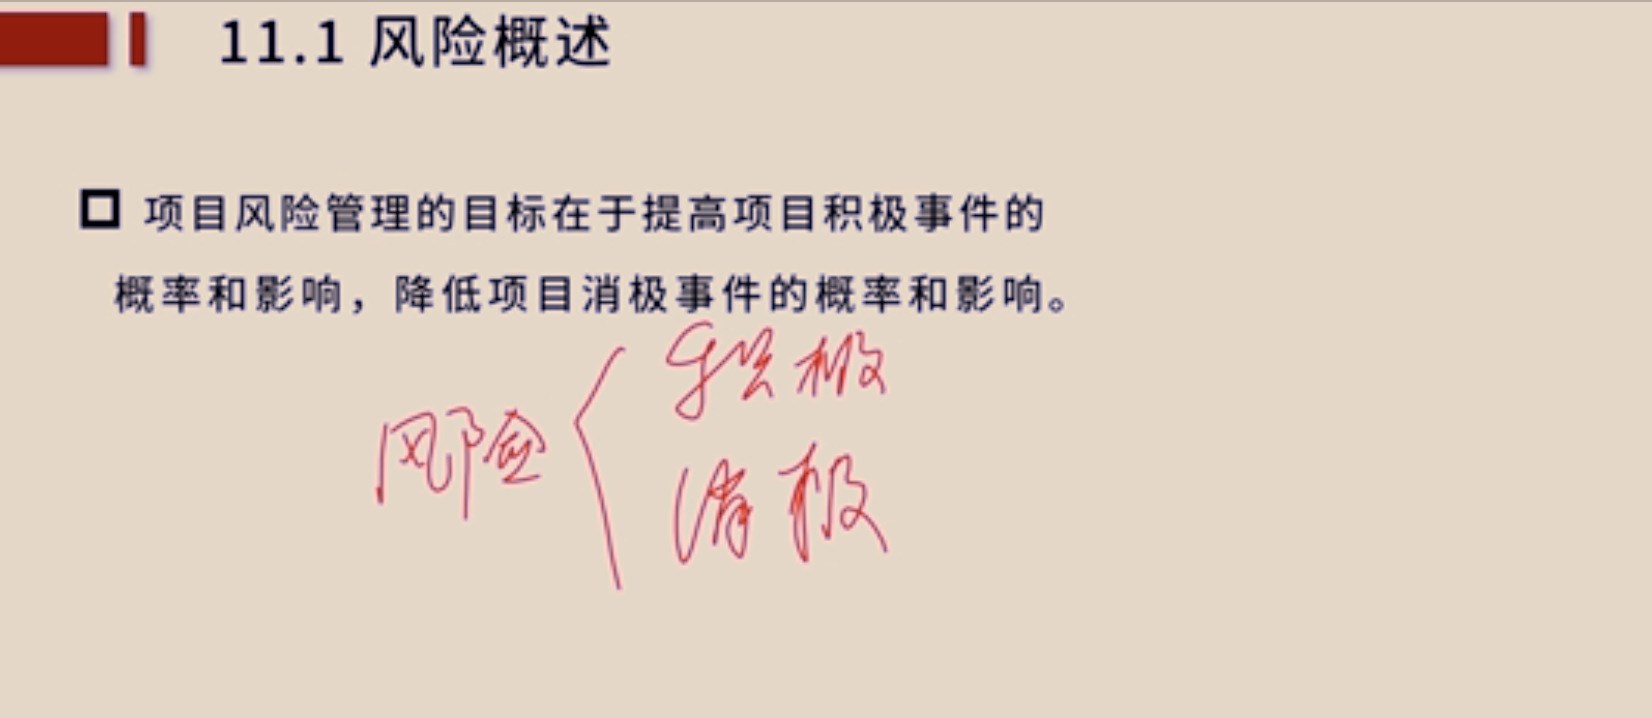 11.1 风险概述
项目风险管理的目标在于提高项目积极事件的
概率和影响，降低项目消极事件的概率和影响。
积极
风险
消极